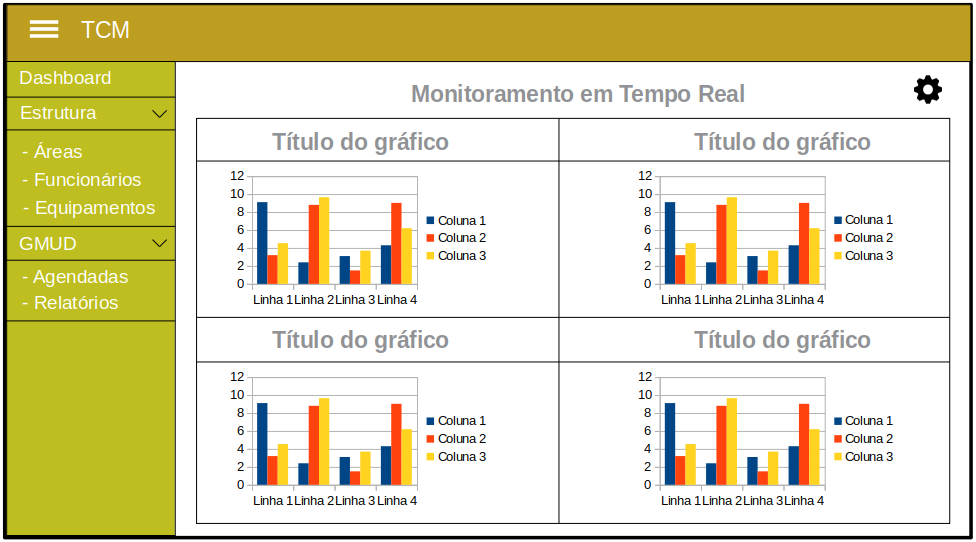 TCM
Dashboard
Estrutura
- Áreas
- Funcionários
- Equipamentos
GMUD
- Agendadas
- Relatórios
Monitoramento em Tempo Real
Título do gráfico
12
10
8
6
4
2
0
Linha 1 Linha 2 Linha 3 Linha 4
Coluna 1
Coluna 2
Coluna 3
Título do gráfico
12
10
8
6
4
2
0
Linha 1 Linha 2 Linha 3 Linha 4
Coluna 1
Coluna 2
Coluna 3
Título do gráfico
12
10
8
6
4
2
0
Linha 1 Linha 2 Linha 3 Linha 4
Coluna 1
Coluna 2
Coluna 3
Título do gráfico
12
10
8
6
4
2
0
Linha 1 Linha 2 Linha 3 Linha 4
Coluna 1
Coluna 2
Coluna 3